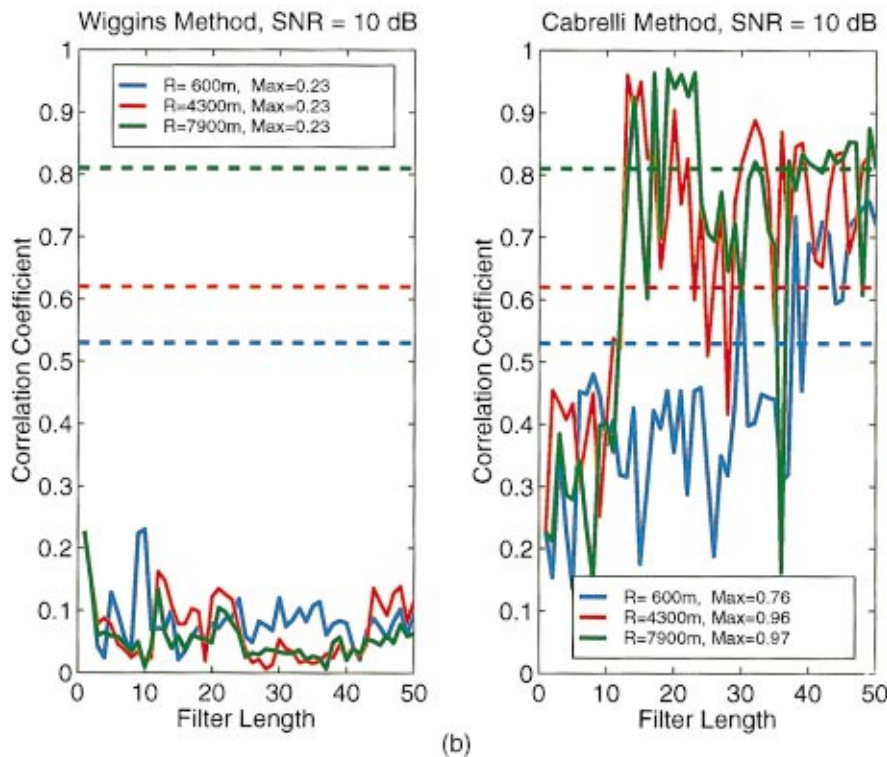 Wiggins Method, SNR = 10 dB
1
0.9
0.8
0.7
0.6
0.5
0.4
0.3
0.2
0.1
0
Correlation Coefficient
R= 600m, Max=0.23
R=4300m, Max=0.23
R=7900m, Max=0.23
0 10 20 30 40 50
Filter Length
Cabrelli Method, SNR = 10 dB
1
0.9
0.8
0.7
0.6
0.5
0.4
0.3
0.2
0.1
0
Correlation Coefficient
R= 600m, Max=0.76
R=4300m, Max=0.96
R=7900m, Max=0.97
0 10 20 30 40 50
Filter Length
(b)